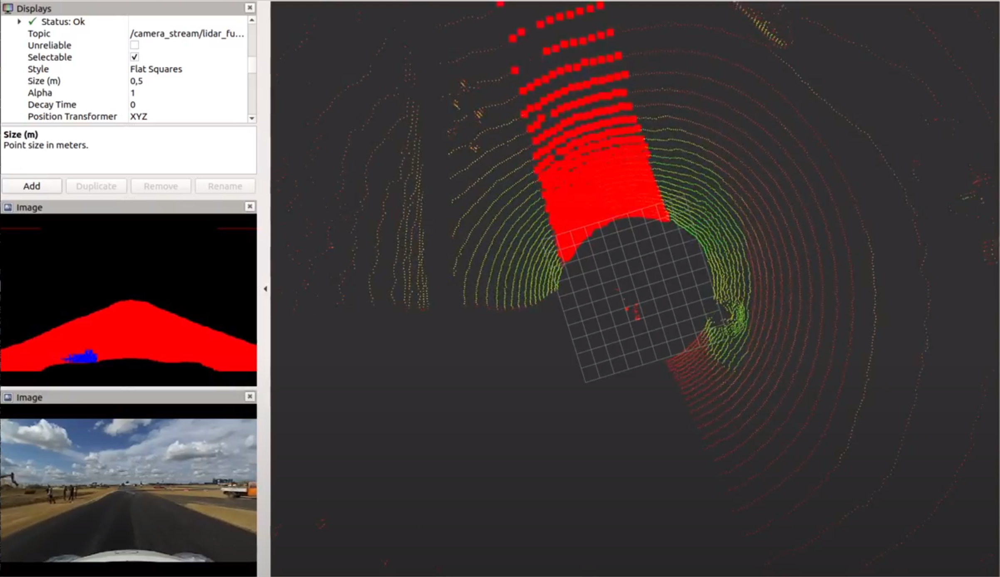 Displays
Status: Ok
Topic /camera_stream/lidar_fu...
Unreliable
Selectable
Style Flat Squares
Size (m) 0,5
Alpha 1
Decay Time 0
Position Transformer XYZ
Size (m)
Point size in meters.
Add Duplicate Remove Rename
Image
Image